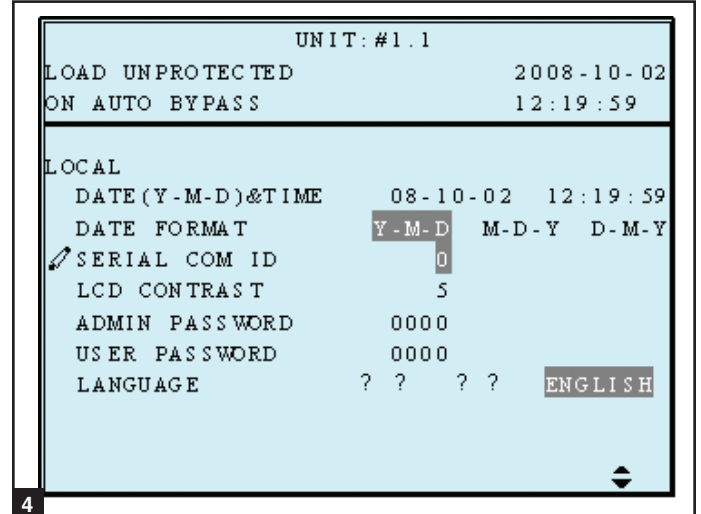 UNIT:#1.1
LOAD UNPROTECTED 2008-10-02
ON AUTO BYPASS 12:19:59
LOCAL
DATE(Y-M-D)&TIME 08-10-02 12:19:59
DATE FORMAT Y-M-D M-D-Y D-M-Y
SERIAL COM ID 0
LCD CONTRAST 5
ADMIN PASSWORD 0000
USER PASSWORD 0000
LANGUAGE ? ? ? ? ENGLISH
4